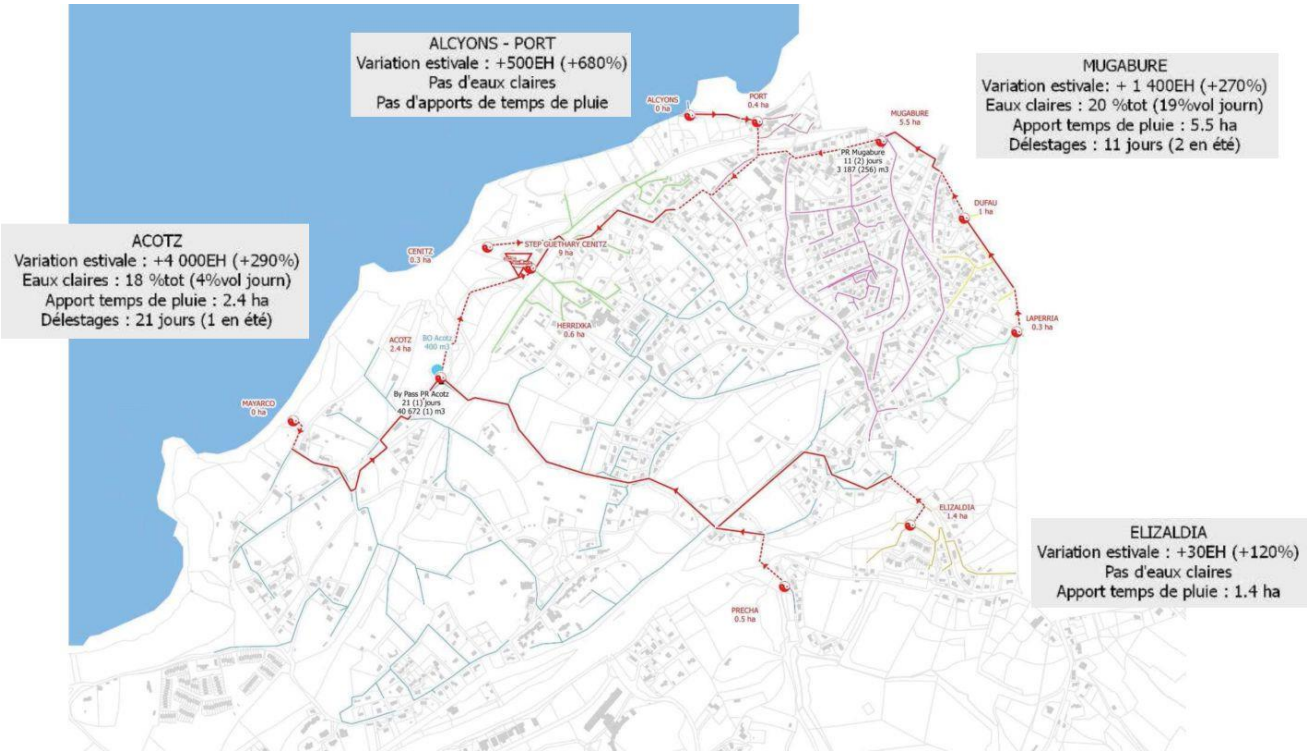 ALCYONS - PORT
Variation estivale : +500EH (+680%)
Pas d'eaux claires
Pas d'apports de temps de pluie
MUGABURE
Variation estivale: + 1 400EH (+270%)
Eaux claires : 20 %tot (19%vol journ)
Apport temps de pluie : 5.5 ha
Délestages : 11 jours (2 en été)
ACOTZ
Variation estivale : +4 000EH (+290%)
Eaux claires : 18 %tot (4%vol journ)
Apport temps de pluie : 2.4 ha
Délestages : 21 jours (1 en été)
ELIZALDIA
Variation estivale : +30EH (+120%)
Pas d'eaux claires
Apport temps de pluie : 1.4 ha
ALCYONS
0 ha
PORT
0.4 ha
MUGABURE
5.5 ha
PR Mugabure
11 (2) jours
3 187 (256) m3
DUFAU
1 ha
LAPERRIA
0.3 ha
CENITZ
0.3 ha
STEP GUETHARY CENITZ
9 ha
HERRIXKA
0.6 ha
ACOTZ
2.4 ha
BO Acotz
400 m3
By Pass PR Acotz
21 (1) jours
40 672 (1) m3
MAYARCO
0 ha
ELIZALDIA
1.4 ha
PRECHA
0.5 ha